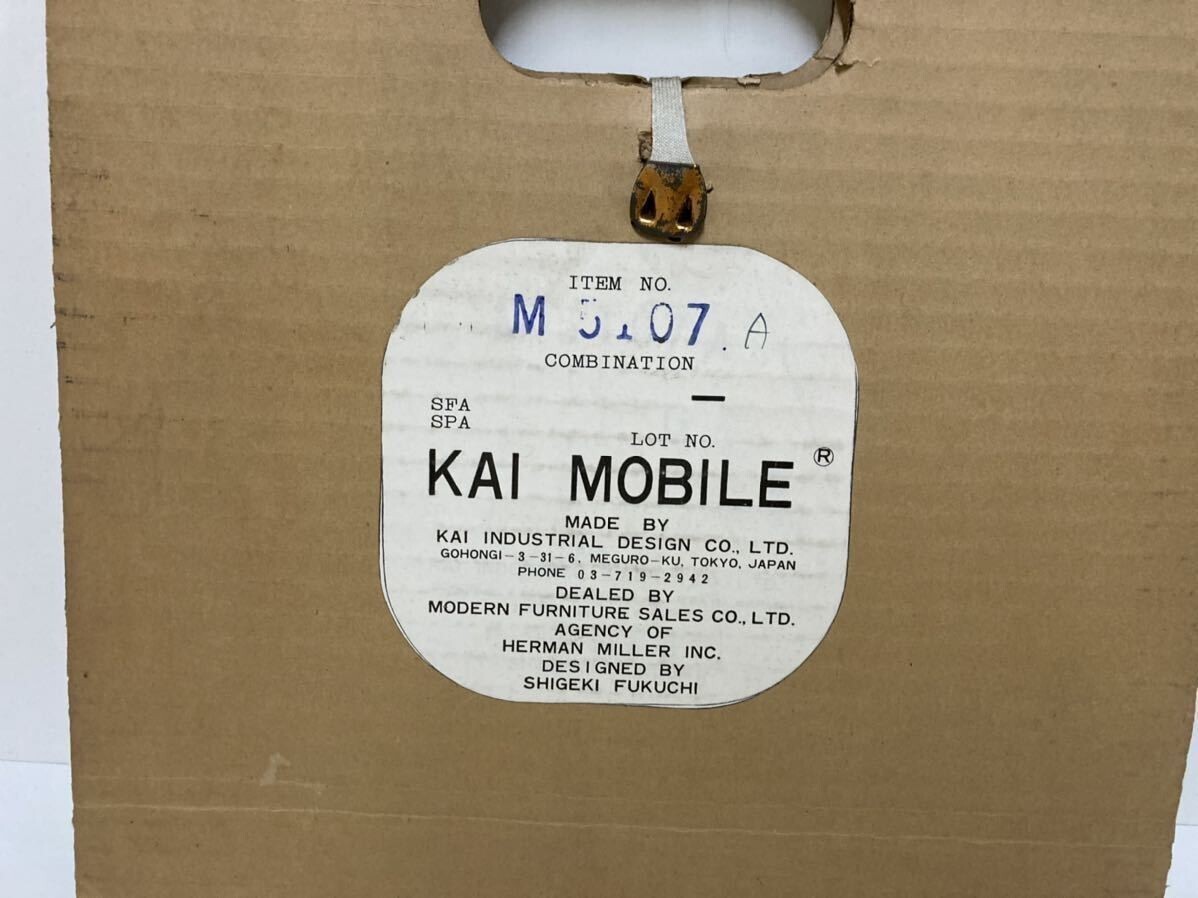 ITEM NO.
M 5107. A
COMBINATION
—
SFA
SPA
LOT NO.
KAI MOBILE ®
MADE BY
KAI INDUSTRIAL DESIGN CO., LTD.
GOHONGI-3-31-6, MEGURO-KU, TOKYO, JAPAN
PHONE 03-719-2942
DEALED BY
MODERN FURNITURE SALES CO., LTD.
AGENCY OF
HERMAN MILLER INC.
DESIGNED BY
SHIGEKI FUKUCHI